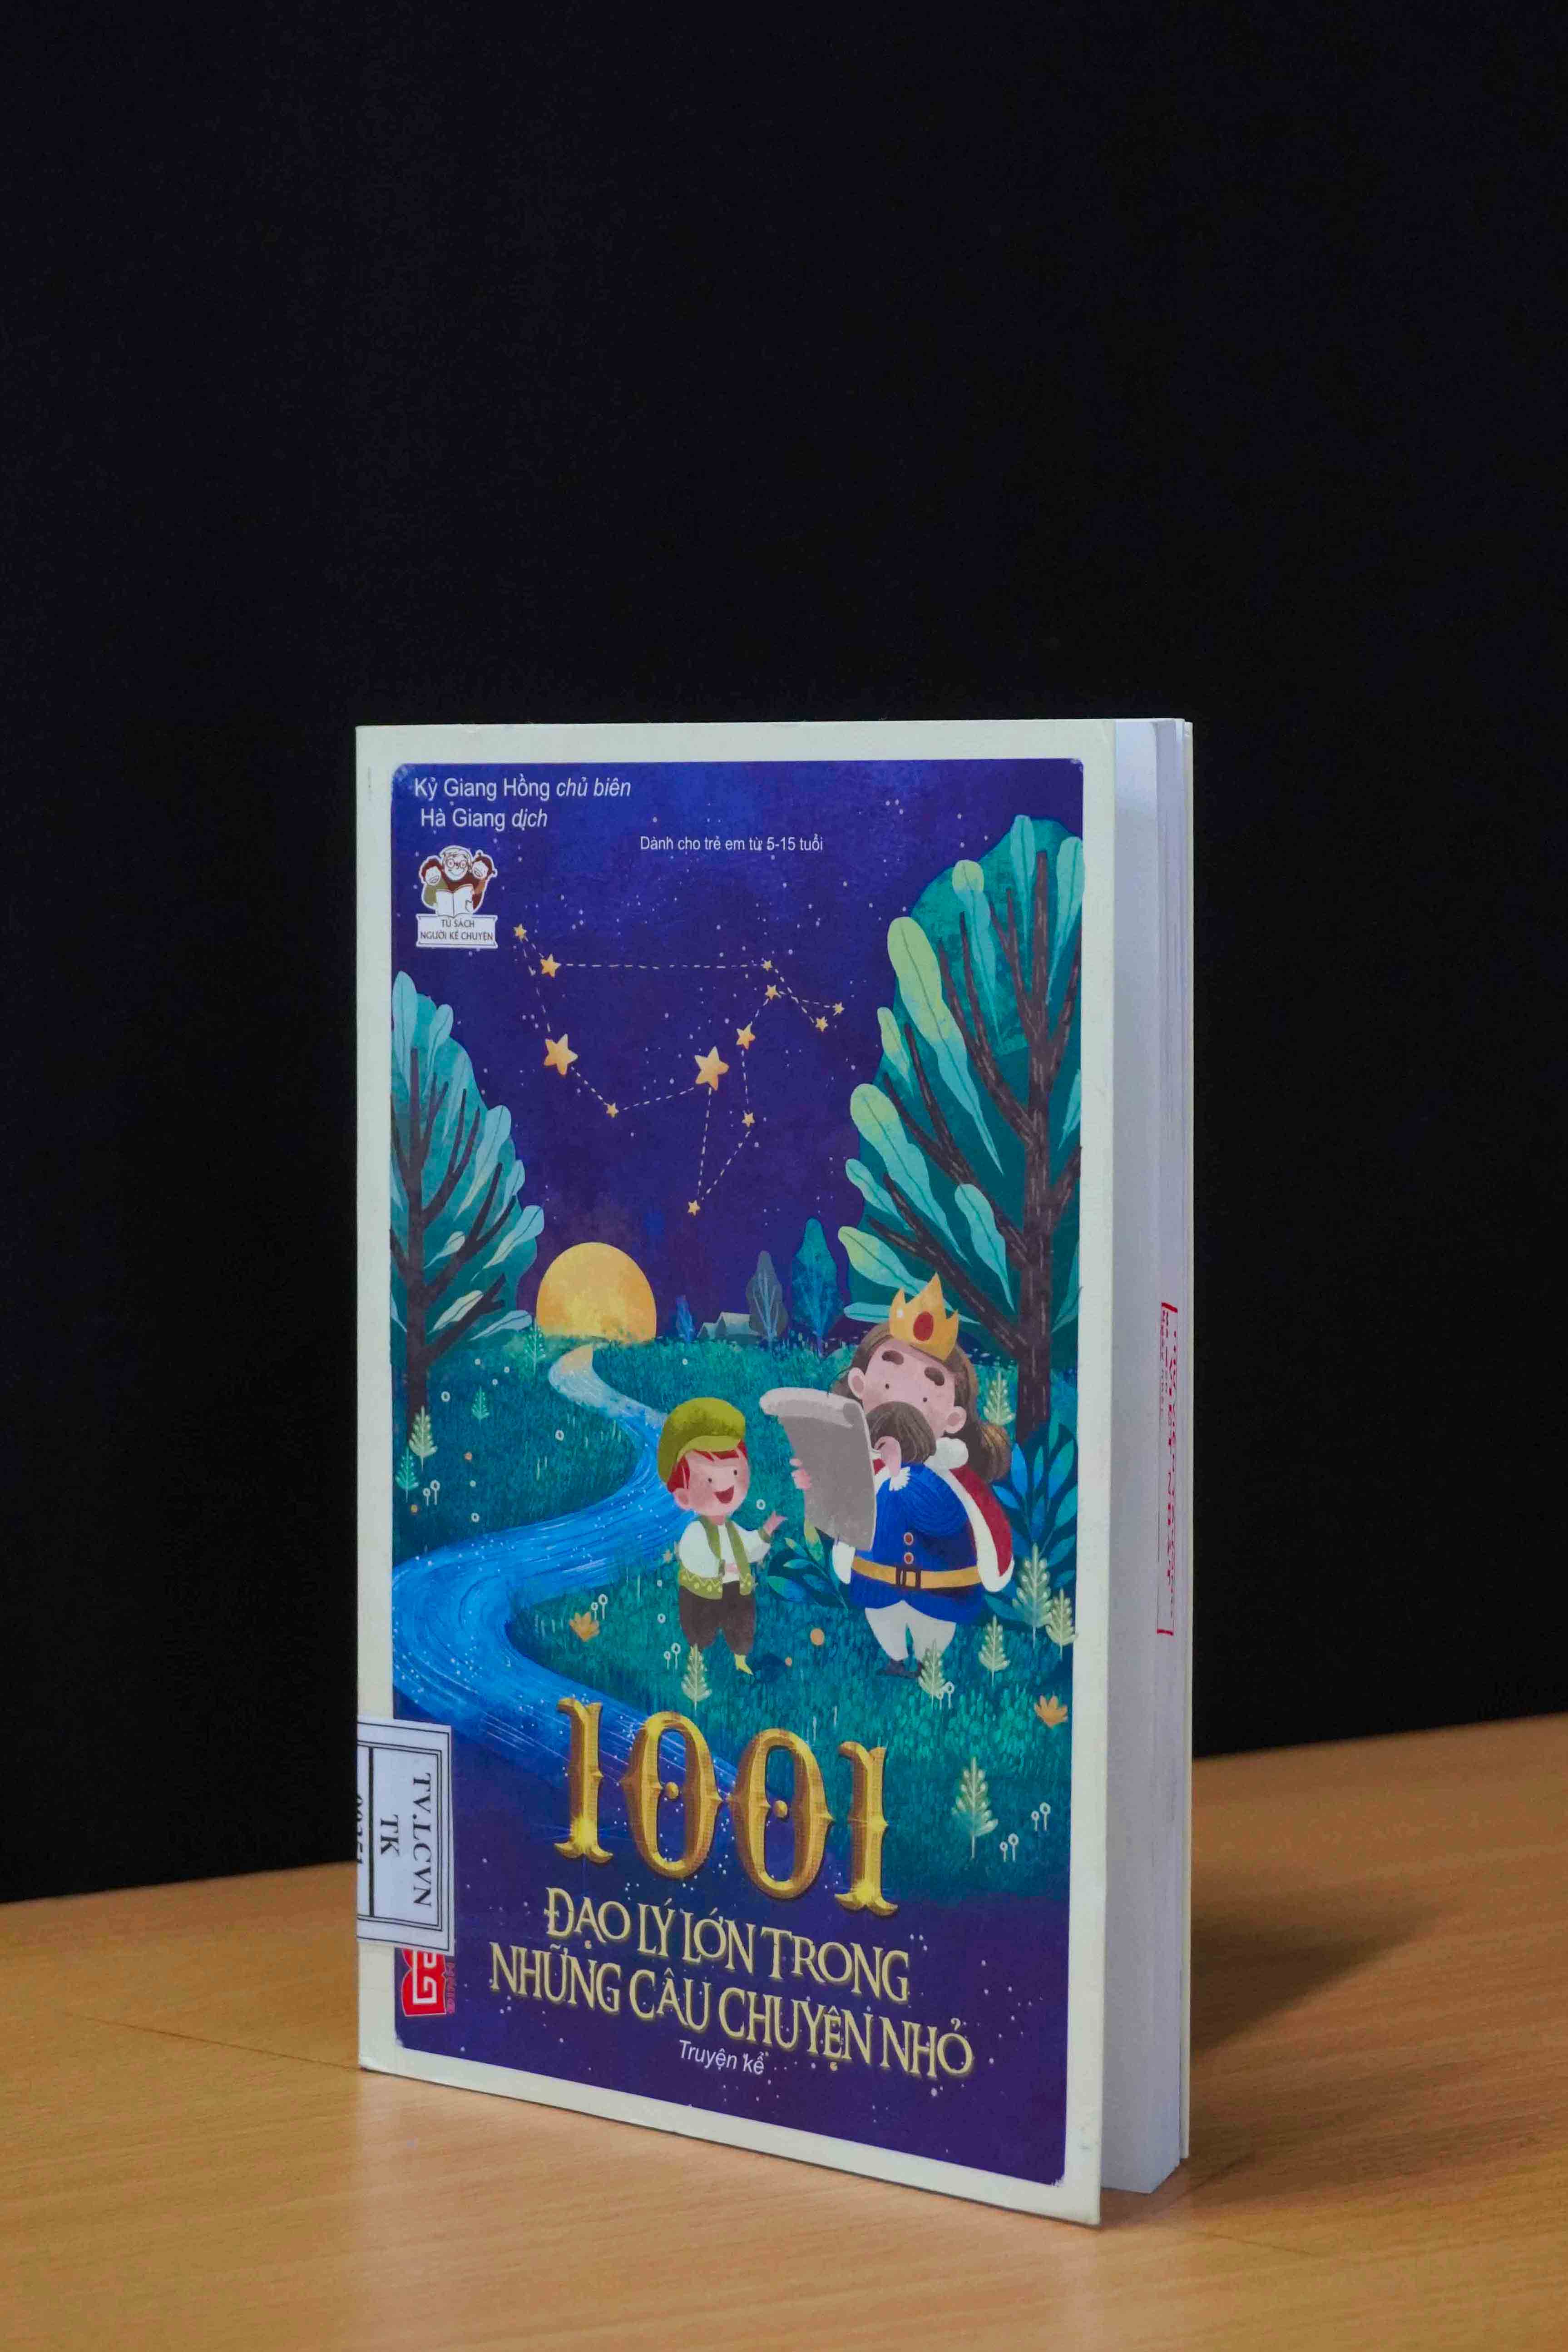 Kỷ Giang Hồng chủ biên
Hà Giang dịch
Dành cho trẻ em từ 5-15 tuổi
TỦ SÁCH
NGƯỜI KỂ CHUYỆN
1001
ĐẠO LÝ LỚN TRONG
NHỮNG CÂU CHUYỆN NHỎ
Truyện kể
TV.LCVN
TK